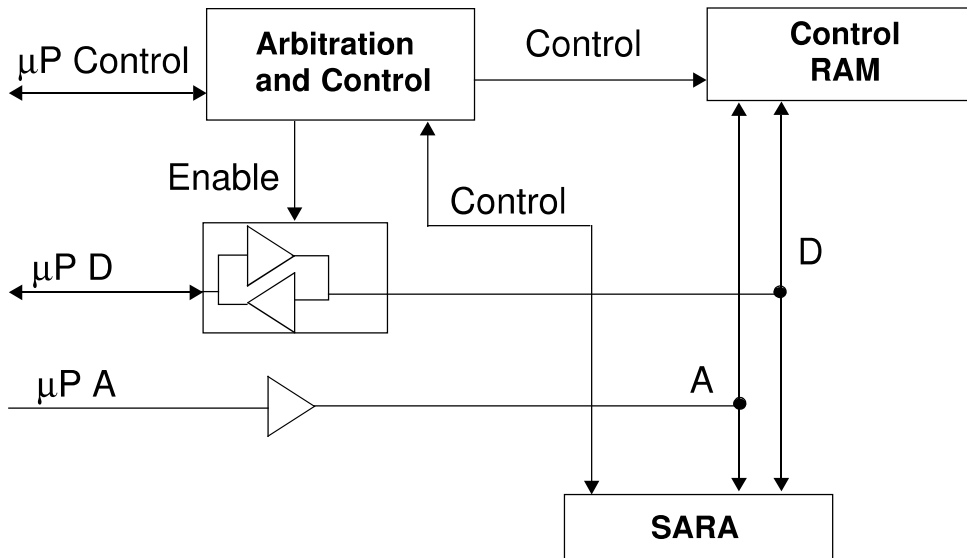 Arbitration
and Control
Control
Control
RAM
μP Control
Enable
Control
μP D
D
μP A
A
SARA